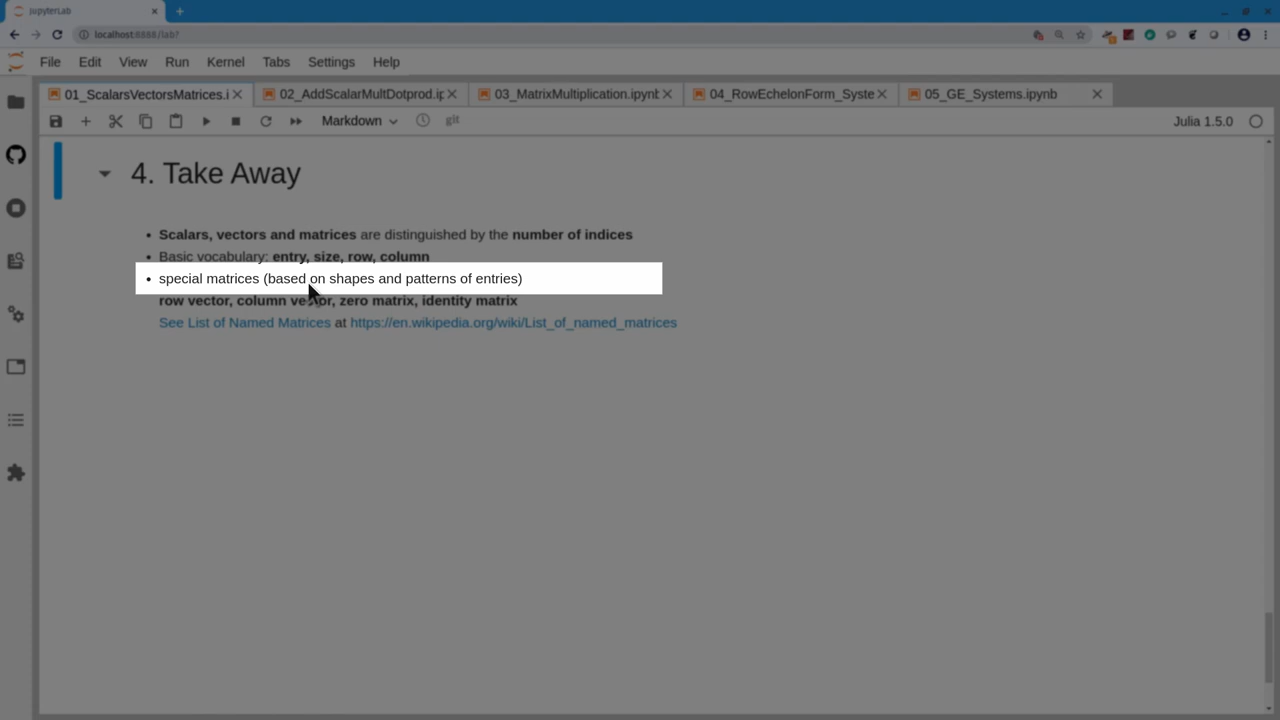 JupyterLab
localhost:8888/lab?
File Edit View Run Kernel Tabs Settings Help
01_ScalarsVectorsMatrices.i 02_AddScalarMultDotprod.ip 03_MatrixMultiplication.ipynb 04_RowEchelonForm_Syste 05_GE_Systems.ipynb
Markdown git Julia 1.5.0
4. Take Away
• Scalars, vectors and matrices are distinguished by the number of indices
• Basic vocabulary: entry, size, row, column
• special matrices (based on shapes and patterns of entries)
row vector, column vector, zero matrix, identity matrix
See List of Named Matrices at https://en.wikipedia.org/wiki/List_of_named_matrices